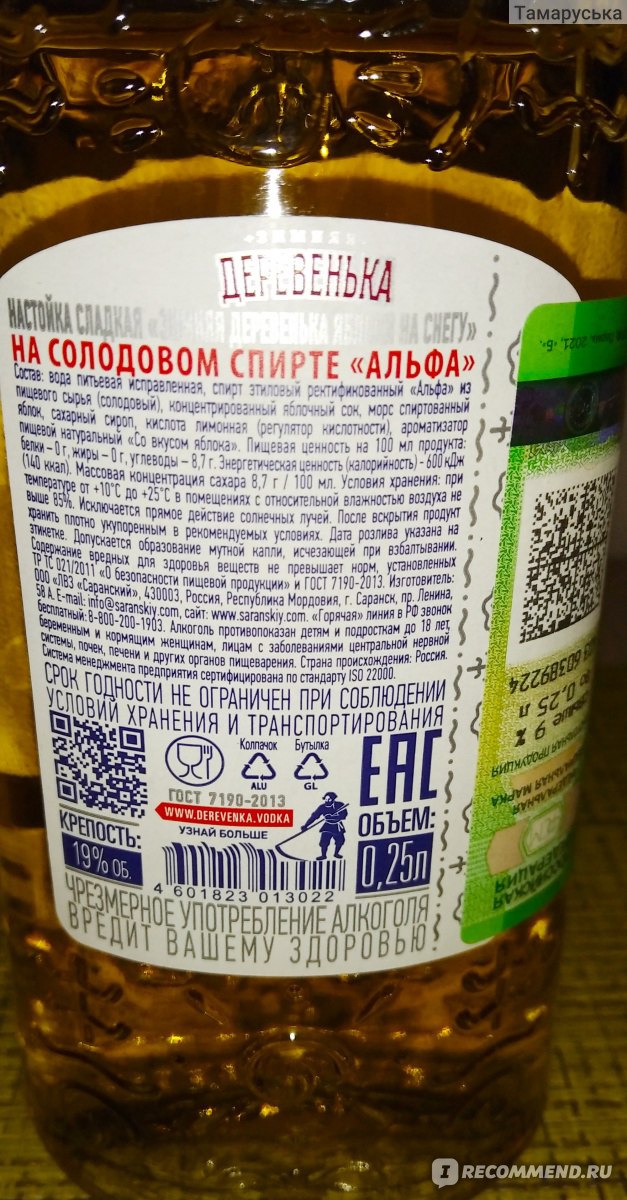 Тамаруська
ЗИМНЯЯ
ДЕРЕВЕНЬКА
НАСТОЙКА СЛАДКАЯ «ЗИМНЯЯ ДЕРЕВЕНЬКА ЯБЛОКИ НА СНЕГУ»
НА СОЛОДОВОМ СПИРТЕ «АЛЬФА»
Состав: вода питьевая исправленная, спирт этиловый ректификованный «Альфа» из
пищевого сырья (солодовый), концентрированный яблочный сок, морс спиртованный
яблок, сахарный сироп, кислота лимонная (регулятор кислотности), ароматизатор
пищевой натуральный «Со вкусом яблока». Пищевая ценность на 100 мл продукта:
белки – 0 г, жиры – 0 г, углеводы – 8,7 г. Энергетическая ценность (калорийность) - 600 кДж
(140 ккал). Массовая концентрация сахара 8,7 г / 100 мл. Условия хранения: при
температуре от +10°С до +25°С в помещениях с относительной влажностью воздуха не
выше 85%. Исключается прямое действие солнечных лучей. После вскрытия продукт
хранить плотно укупоренным в рекомендуемых условиях. Дата розлива указана на
этикетке. Допускается образование мутной капли, исчезающей при взбалтывании.
Содержание вредных для здоровья веществ не превышает норм, установленных
ТР ТС 021/2011 «О безопасности пищевой продукции» и ГОСТ 7190-2013. Изготовитель:
ООО «ЛВЗ «Саранский», 430003, Россия, Республика Мордовия, г. Саранск, пр. Ленина,
58 А. E-mail: info@saranskiy.com, сайт: www.saranskiy.com. «Горячая» линия в РФ звонок
бесплатный: 8-800-200-1903. Алкоголь противопоказан детям и подросткам до 18 лет,
беременным и кормящим женщинам, лицам с заболеваниями центральной нервной
системы, почек, печени и других органов пищеварения. Страна происхождения: Россия.
Система менеджмента предприятия сертифицирована по стандарту ISO 22000.
СРОК ГОДНОСТИ НЕ ОГРАНИЧЕН ПРИ СОБЛЮДЕНИИ
УСЛОВИЙ ХРАНЕНИЯ И ТРАНСПОРТИРОВАНИЯ
Колпачок Бутылка
ALU GL
EAC
ГОСТ 7190-2013
WWW.DEREVENKA.VODKA
УЗНАЙ БОЛЬШЕ
КРЕПОСТЬ:
19% ОБ.
ОБЪЕМ:
0,25л
4 601823 013022
ЧРЕЗМЕРНОЕ УПОТРЕБЛЕНИЕ АЛКОГОЛЯ
ВРЕДИТ ВАШЕМУ ЗДОРОВЬЮ.
2021, «Б».
00389224
до 0,25 л
свыше 9 %
ПРОДУКЦИЯ
МАРКА
IRECOMMEND.RU